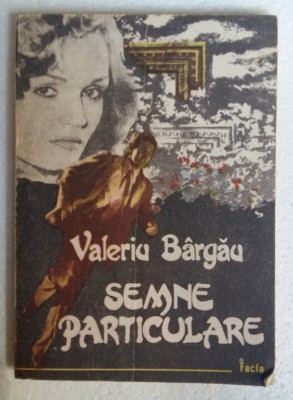 Valeriu Bârgău
SEMNE
PARTICULARE
facla